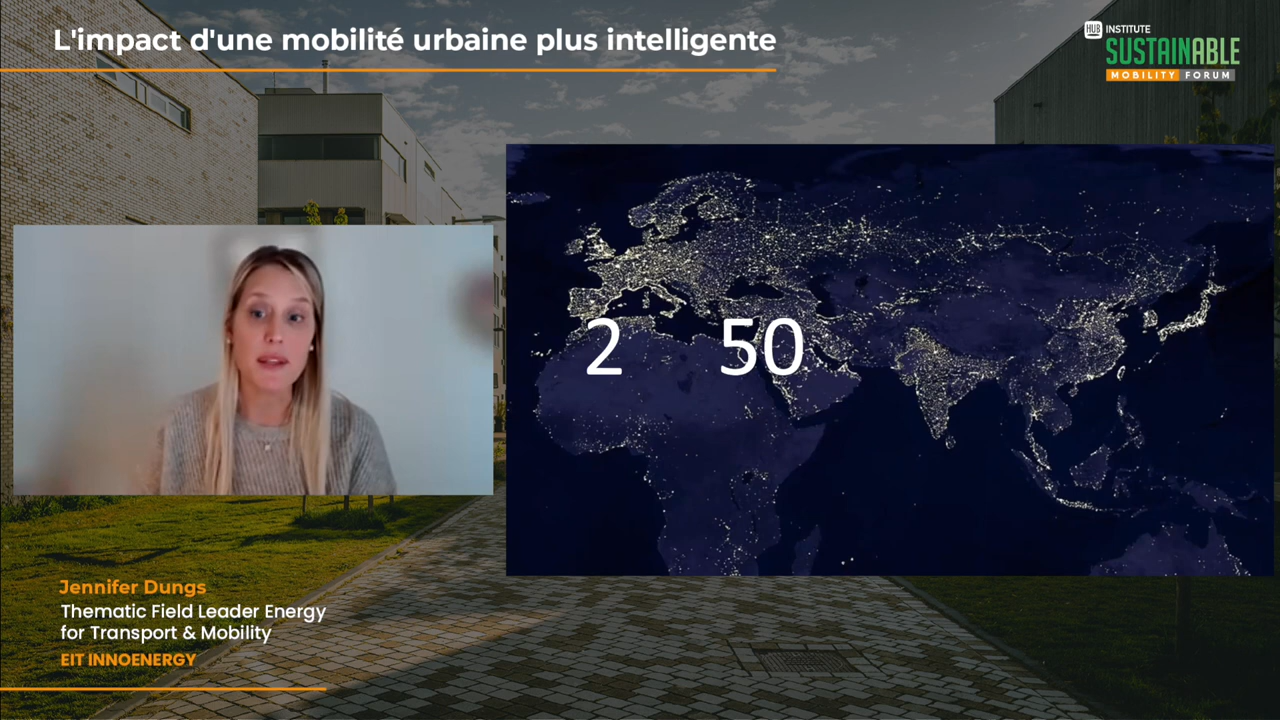 L'impact d'une mobilité urbaine plus intelligente
HUB INSTITUTE
SUSTAINABLE
MOBILITY FORUM
2 50
Jennifer Dungs
Thematic Field Leader Energy
for Transport & Mobility
EIT INNOENERGY